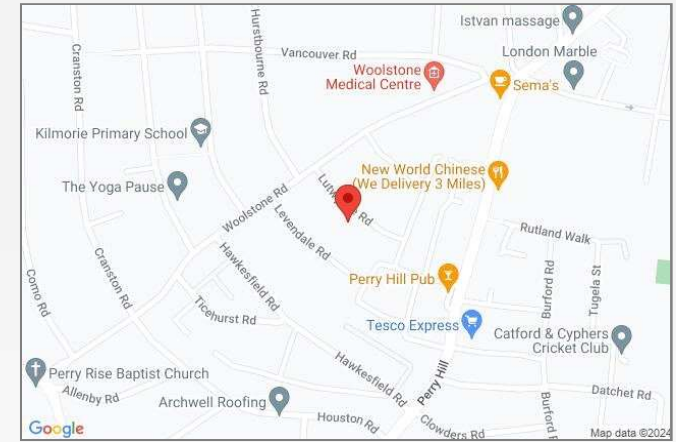 Istvan massage
London Marble
Hurstbourne Rd
Cranston Rd
Vancouver Rd
Woolstone
Medical Centre
Sema's
Kilmorie Primary School
The Yoga Pause
New World Chinese
(We Delivery 3 Miles)
Woolstone Rd
Levendale Rd
Rutland Walk
Hawkesfield Rd
Como Rd
Cranston Rd
Ticehurst Rd
Perry Hill Pub
Burford Rd
Tugela St
Tesco Express
Catford & Cyphers
Cricket Club
Perry Rise Baptist Church
Allenby Rd
Archwell Roofing
Hawkesfield Rd
Perry Hill
Datchet Rd
Houston Rd
Clowders Rd
Burford
Google
Map data ©2024